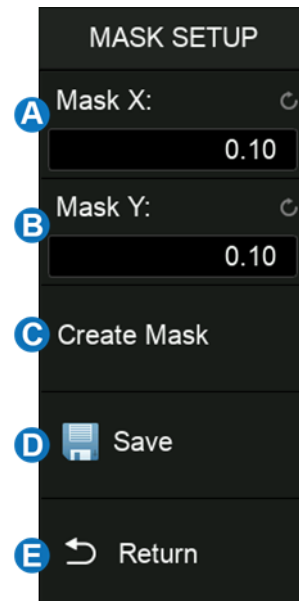 MASK SETUP
A Mask X:
0.10
B Mask Y:
0.10
C Create Mask
D Save
E Return